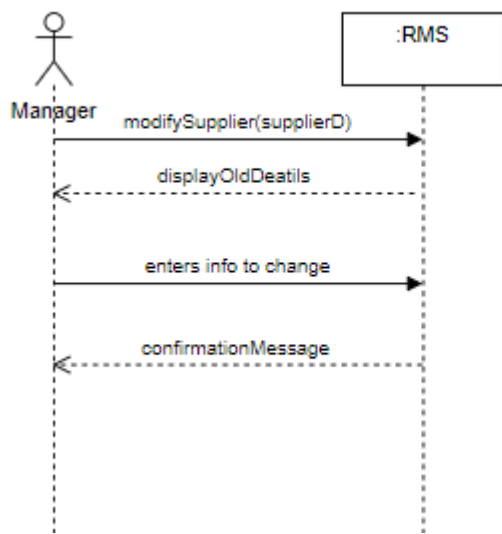 :RMS
Manager
modifySupplier(supplierD)
displayOldDeatils
enters info to change
confirmationMessage